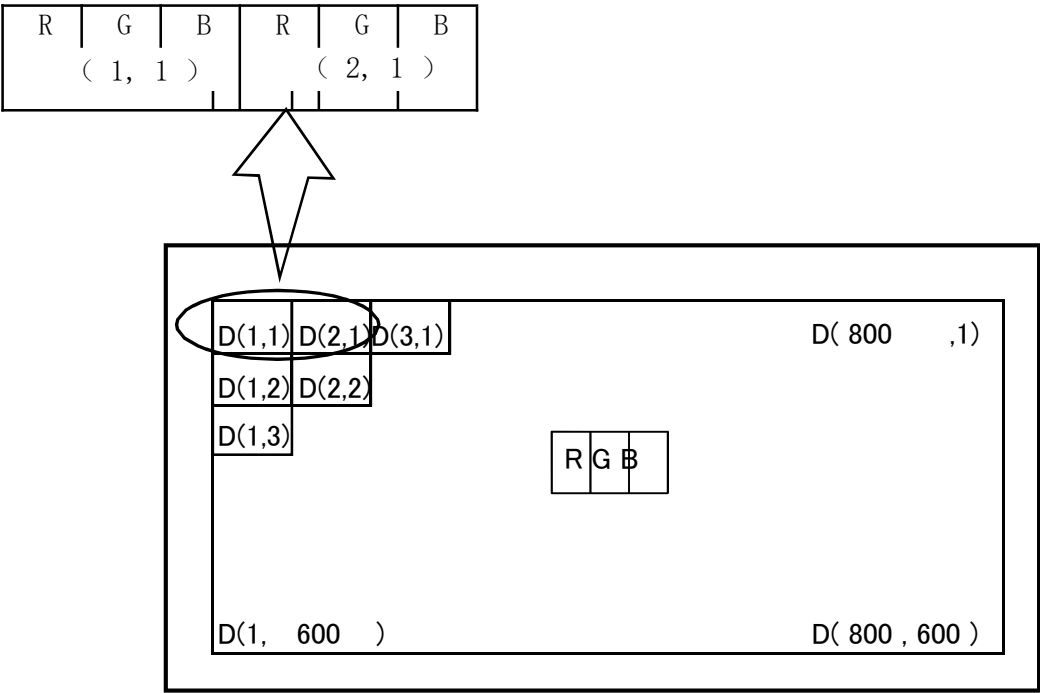 R G B R G B
( 1, 1 ) ( 2, 1 )
D(1,1) D(2,1) D(3,1) D( 800 ,1)
D(1,2) D(2,2)
D(1,3)
R G B
D(1, 600 ) D( 800 , 600 )